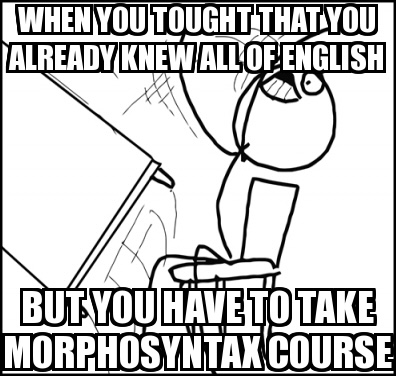 WHEN YOU TOUGHT THAT YOU
ALREADY KNEW ALL OF ENGLISH
BUT YOU HAVE TO TAKE
MORPHOSYNTAX COURSE